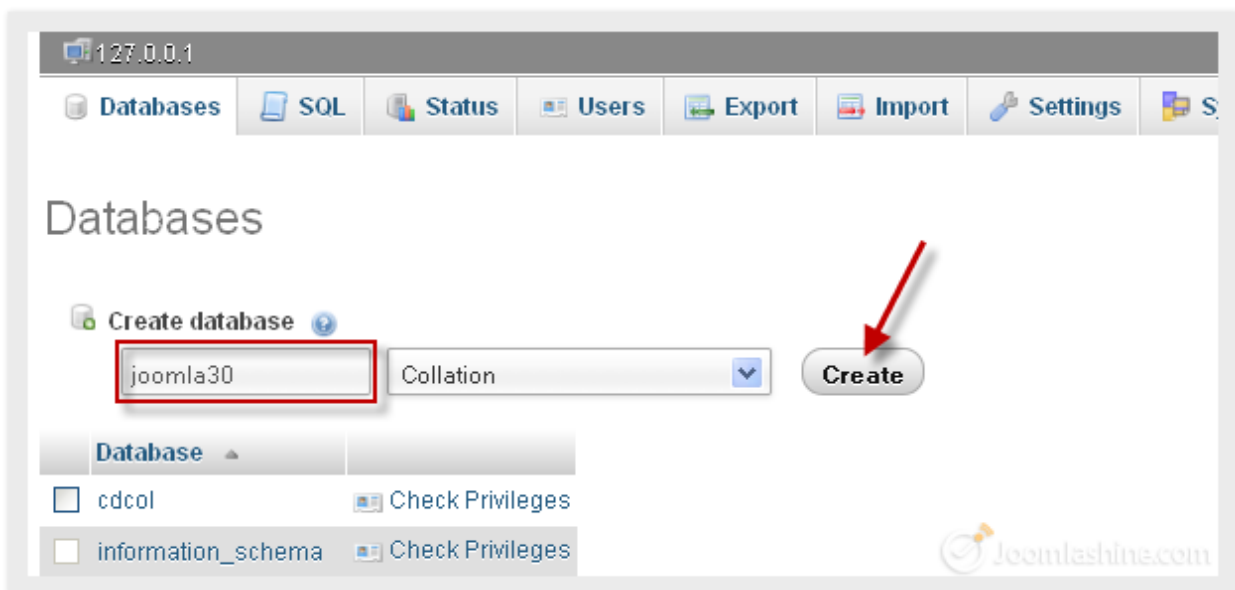 127.0.0.1
Databases SQL Status Users Export Import Settings
Databases
Create database
joomla30 Collation Create
Database
cdcol Check Privileges
information_schema Check Privileges
Joomlashine.com